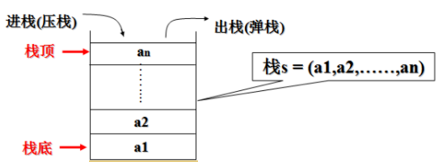 进栈(压栈)
出栈(弹栈)
栈顶
an
栈s = (a1,a2,……,an)
a2
栈底
a1